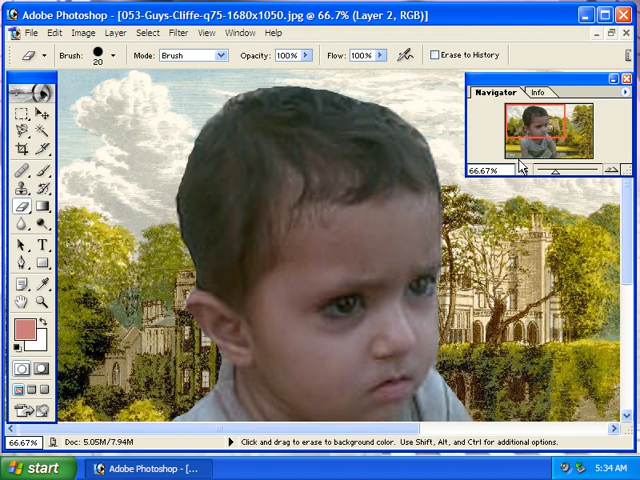 Adobe Photoshop - [053-Guys-Cliffe-q75-1680x1050.jpg @ 66.7% (Layer 2, RGB)]
File Edit Image Layer Select Filter View Window Help
Brush: 20 Mode: Brush Opacity: 100% Flow: 100% Erase to History
Navigator Info
66.67%
66.67% Doc: 5.05M/7.94M Click and drag to erase to background color. Use Shift, Alt, and Ctrl for additional options.
start Adobe Photoshop - [... 5:34 AM